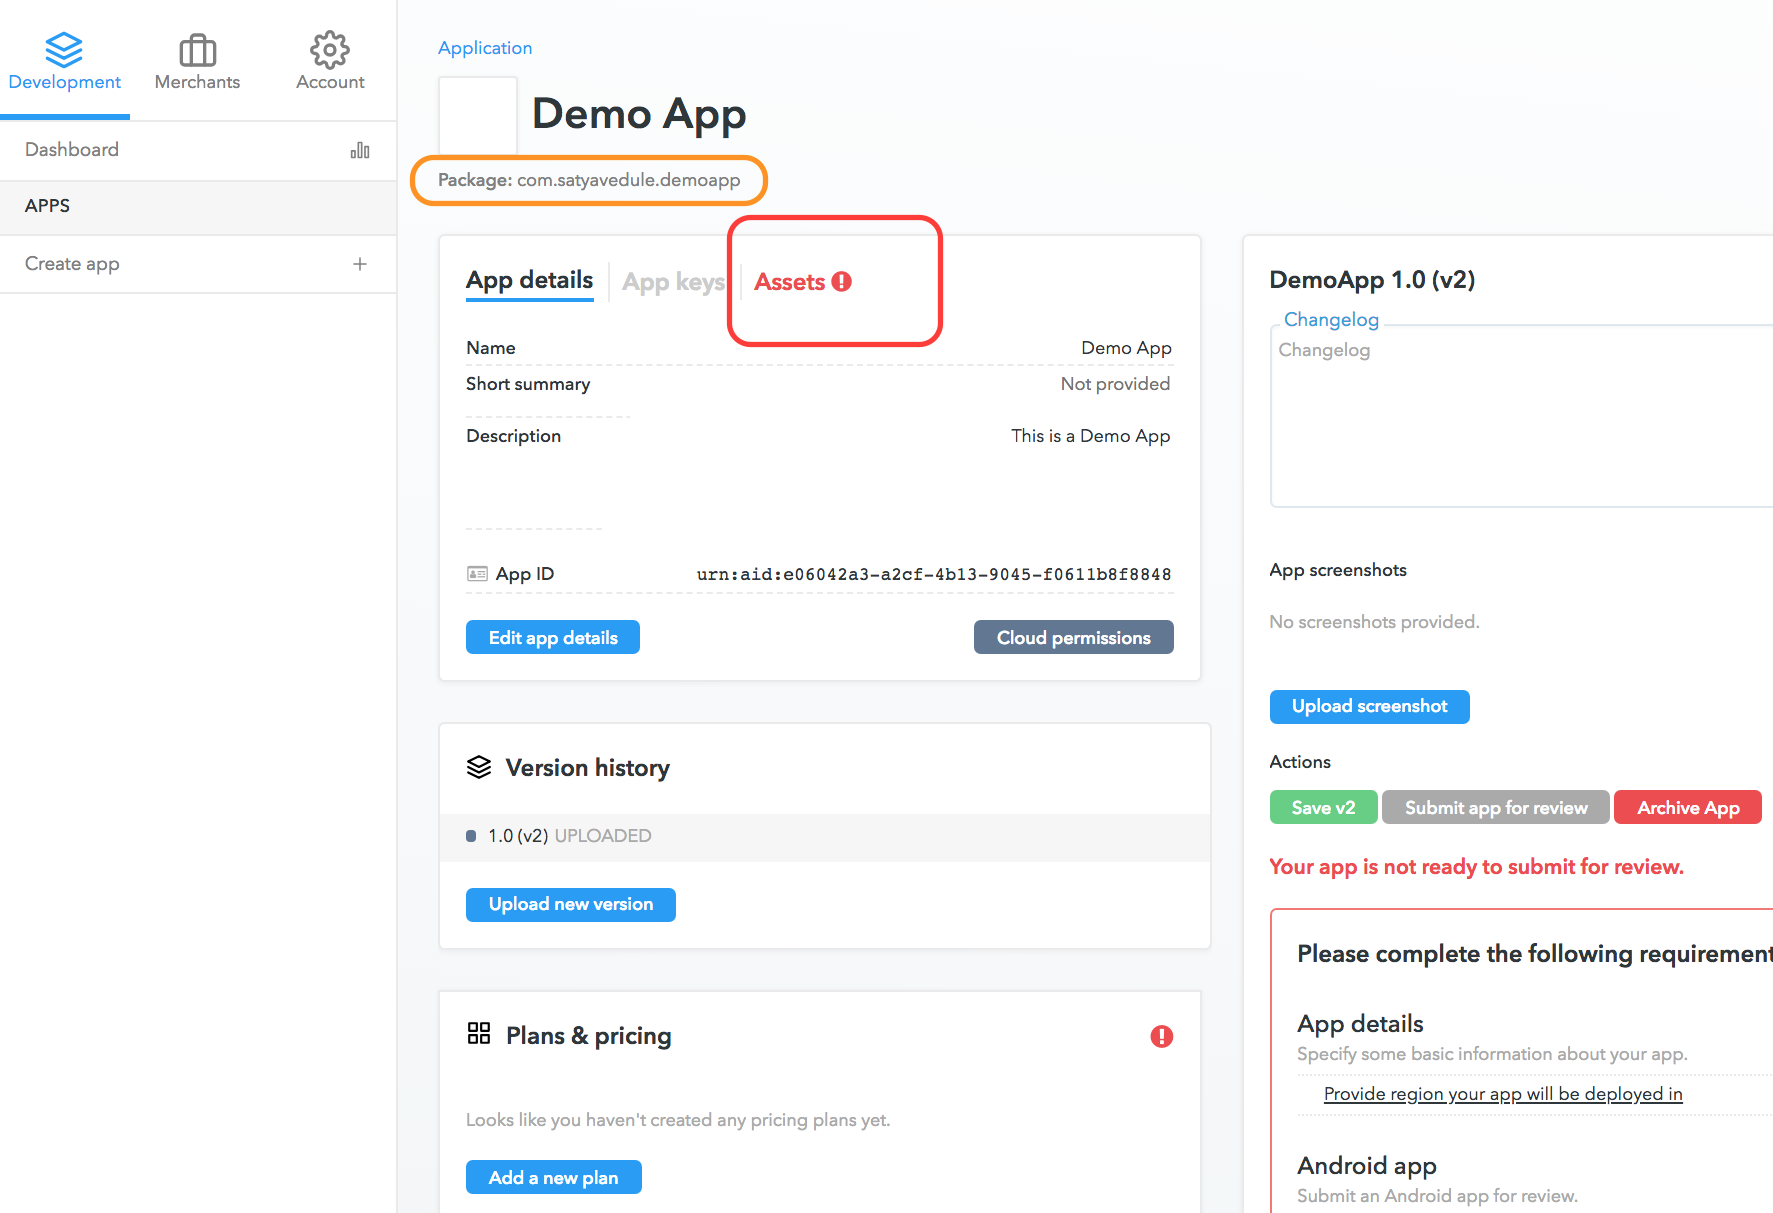 Development
Merchants
Account
Dashboard
APPS
Create app
Application
Demo App
Package: com.satyavedule.demoapp
App details
App keys
Assets
Name
Demo App
Short summary
Not provided
Description
This is a Demo App
App ID
urn:aid:e06042a3-a2cf-4b13-9045-f0611b8f8848
Edit app details
Cloud permissions
Version history
1.0 (v2) UPLOADED
Upload new version
Plans & pricing
Looks like you haven't created any pricing plans yet.
Add a new plan
DemoApp 1.0 (v2)
Changelog
Changelog
App screenshots
No screenshots provided.
Upload screenshot
Actions
Save v2
Submit app for review
Archive App
Your app is not ready to submit for review.
Please complete the following requirement
App details
Specify some basic information about your app.
Provide region your app will be deployed in
Android app
Submit an Android app for review.